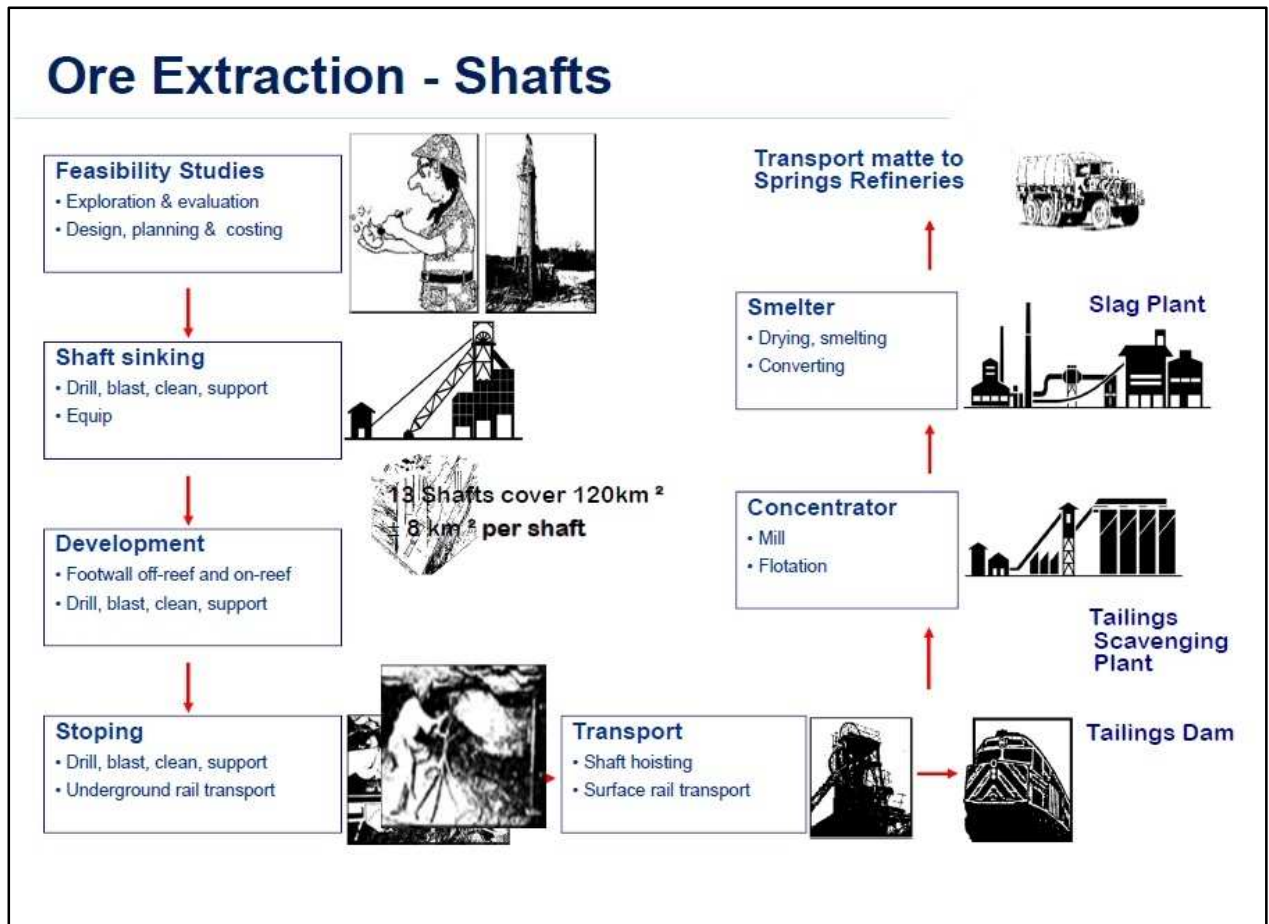 Ore Extraction - Shafts
Feasibility Studies
• Exploration & evaluation
• Design, planning & costing
Shaft sinking
• Drill, blast, clean, support
• Equip
13 Shafts cover 120km ²
8 km ² per shaft
Development
• Footwall off-reef and on-reef
• Drill, blast, clean, support
Stoping
• Drill, blast, clean, support
• Underground rail transport
Transport
• Shaft hoisting
• Surface rail transport
Tailings Dam
Tailings
Scavenging
Plant
Concentrator
• Mill
• Flotation
Smelter
• Drying, smelting
• Converting
Slag Plant
Transport matte to
Springs Refineries